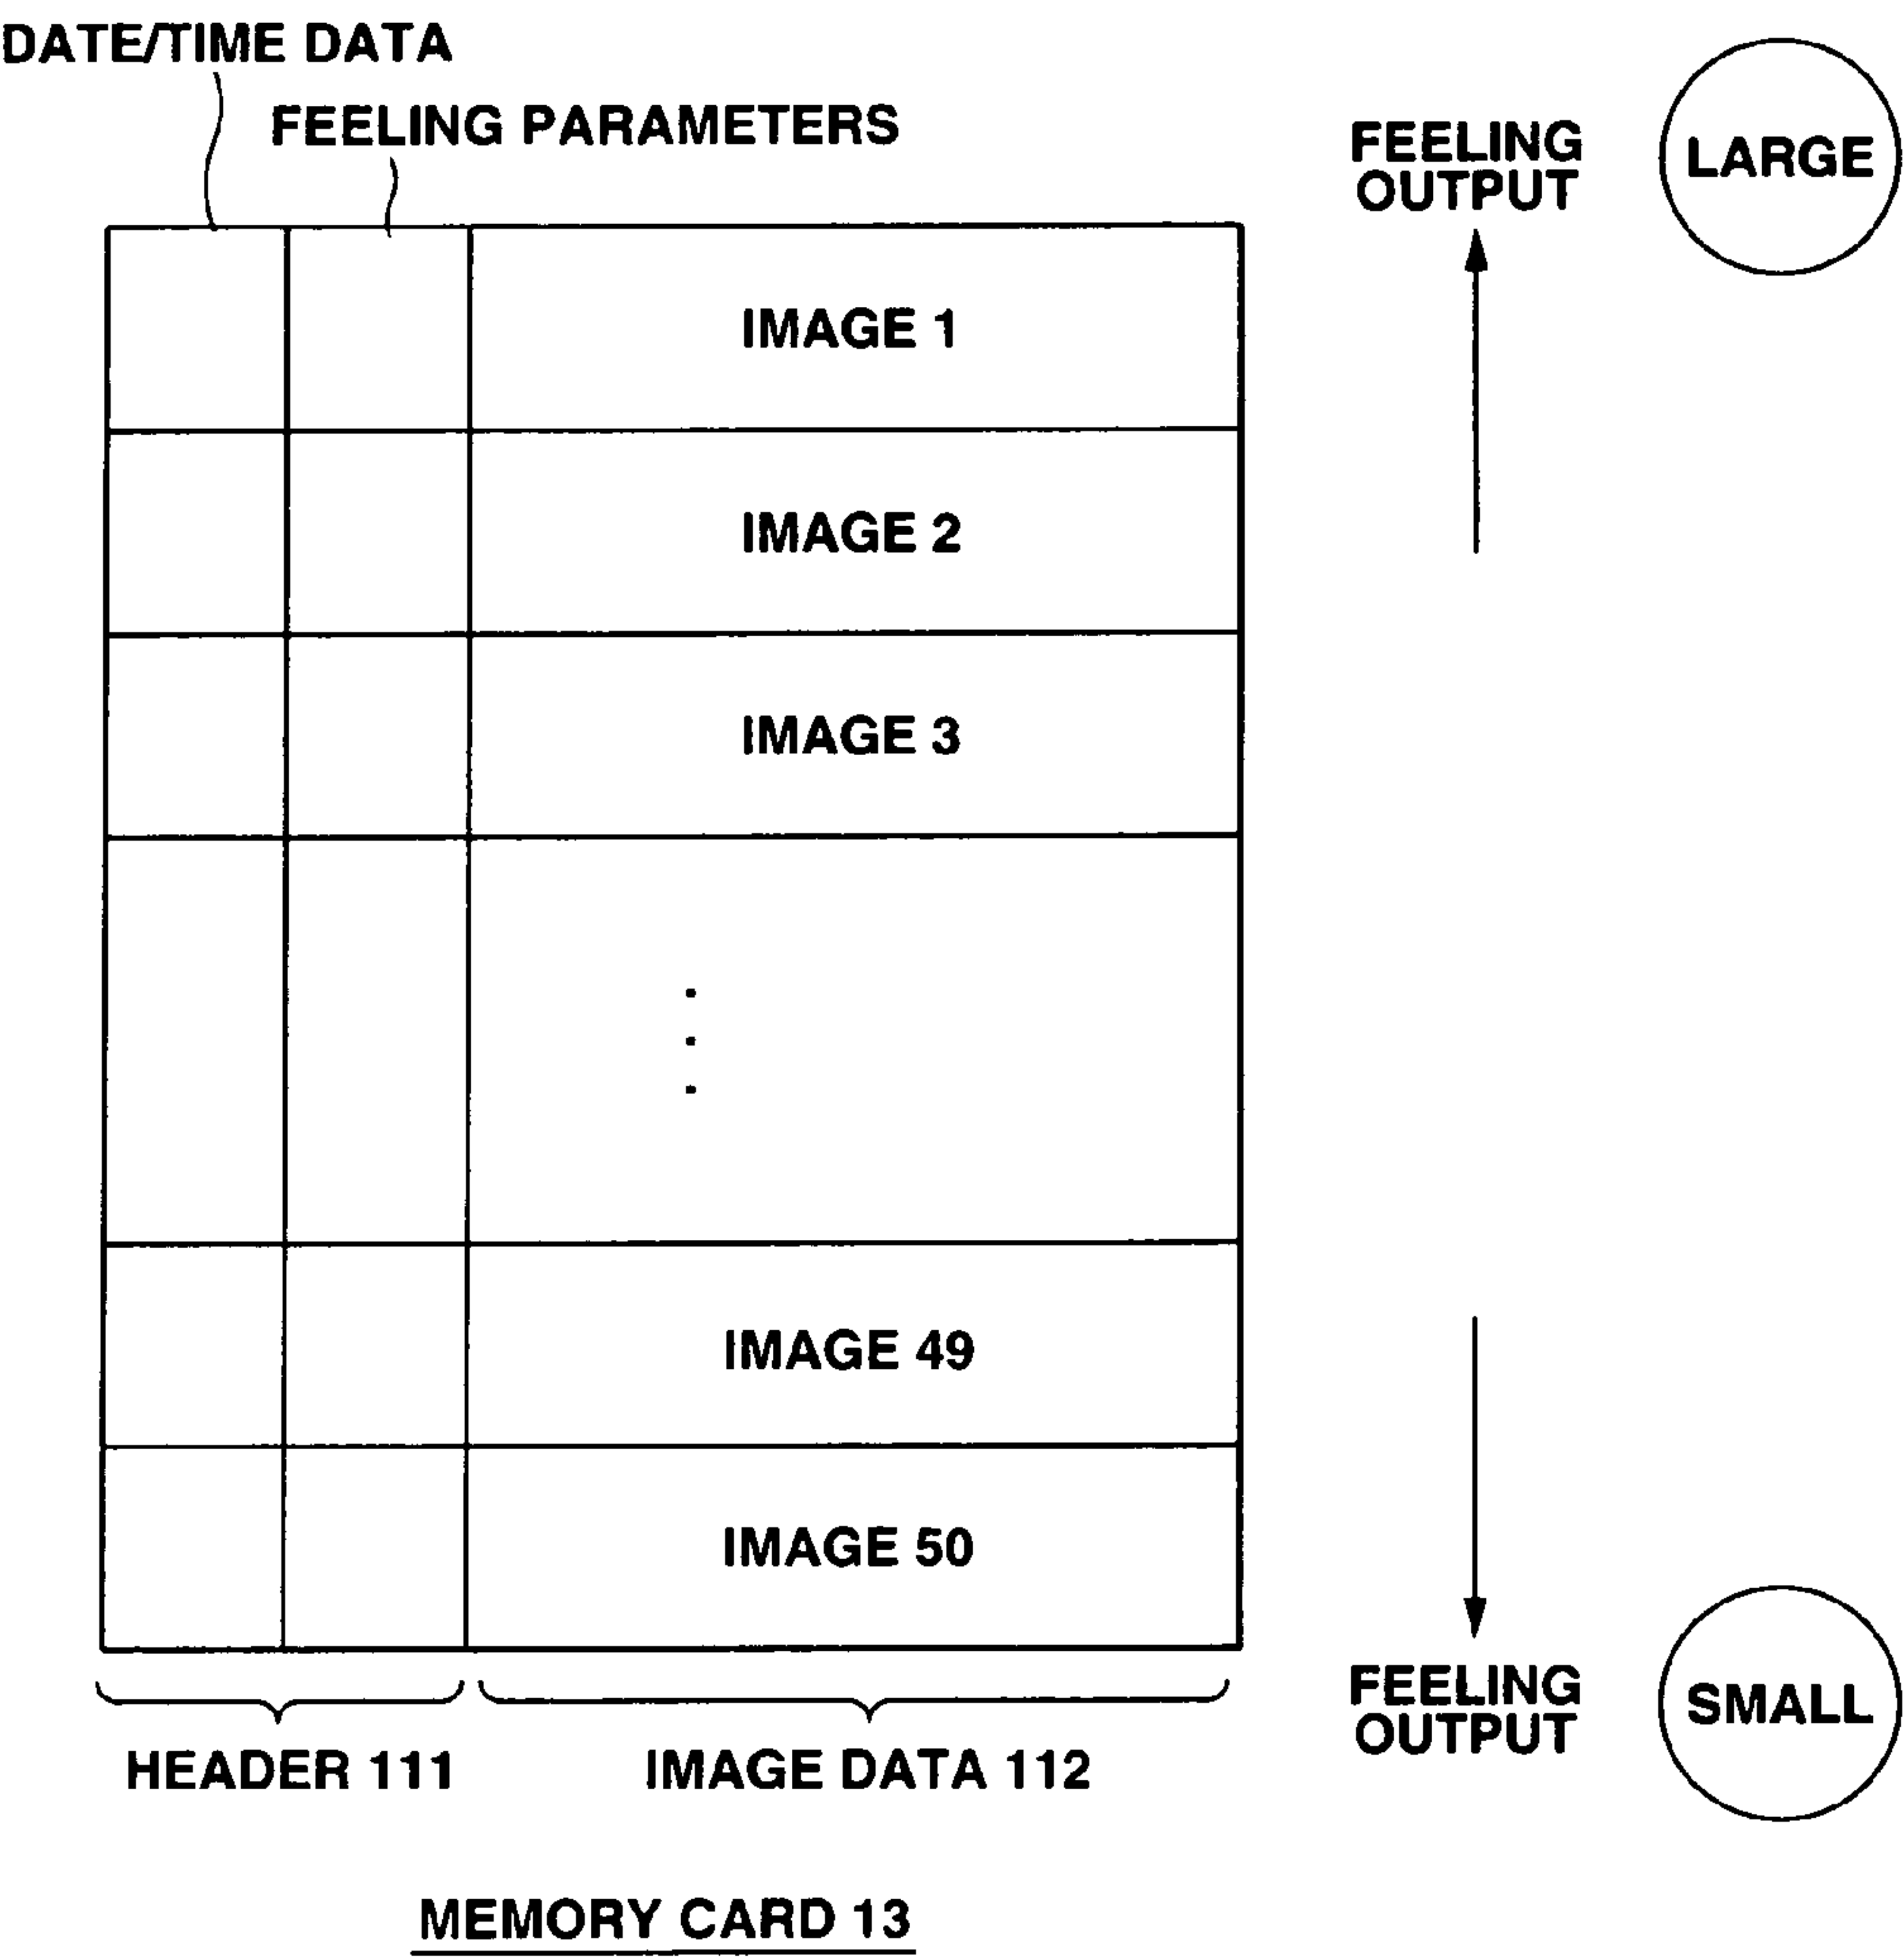 DATE/TIME DATA
FEELING PARAMETERS
FEELING
OUTPUT
LARGE
IMAGE 1
IMAGE 2
IMAGE 3
IMAGE 49
IMAGE 50
FEELING
OUTPUT
SMALL
HEADER 111
IMAGE DATA 112
MEMORY CARD 13